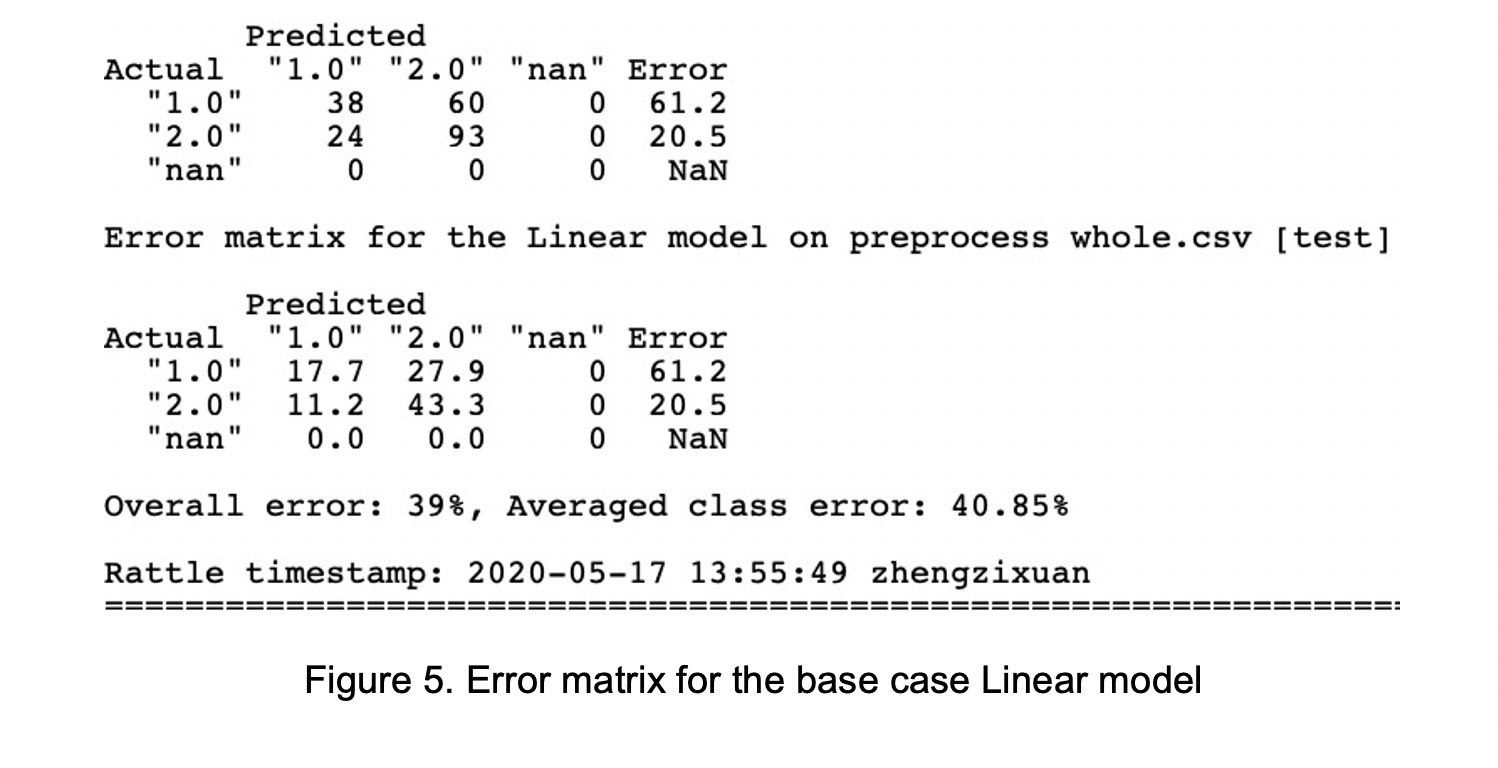 Predicted
Actual "1.0" "2.0" "nan" Error
"1.0" 38 60 0 61.2
"2.0" 24 93 0 20.5
"nan" 0 0 0 NaN
Error matrix for the Linear model on preprocess whole.csv [test]
Predicted
Actual "1.0" "2.0" "nan" Error
"1.0" 17.7 27.9 0 61.2
"2.0" 11.2 43.3 0 20.5
"nan" 0.0 0.0 0 NaN
Overall error: 39%, Averaged class error: 40.85%
Rattle timestamp: 2020-05-17 13:55:49 zhengzixuan
=================================================================
Figure 5. Error matrix for the base case Linear model